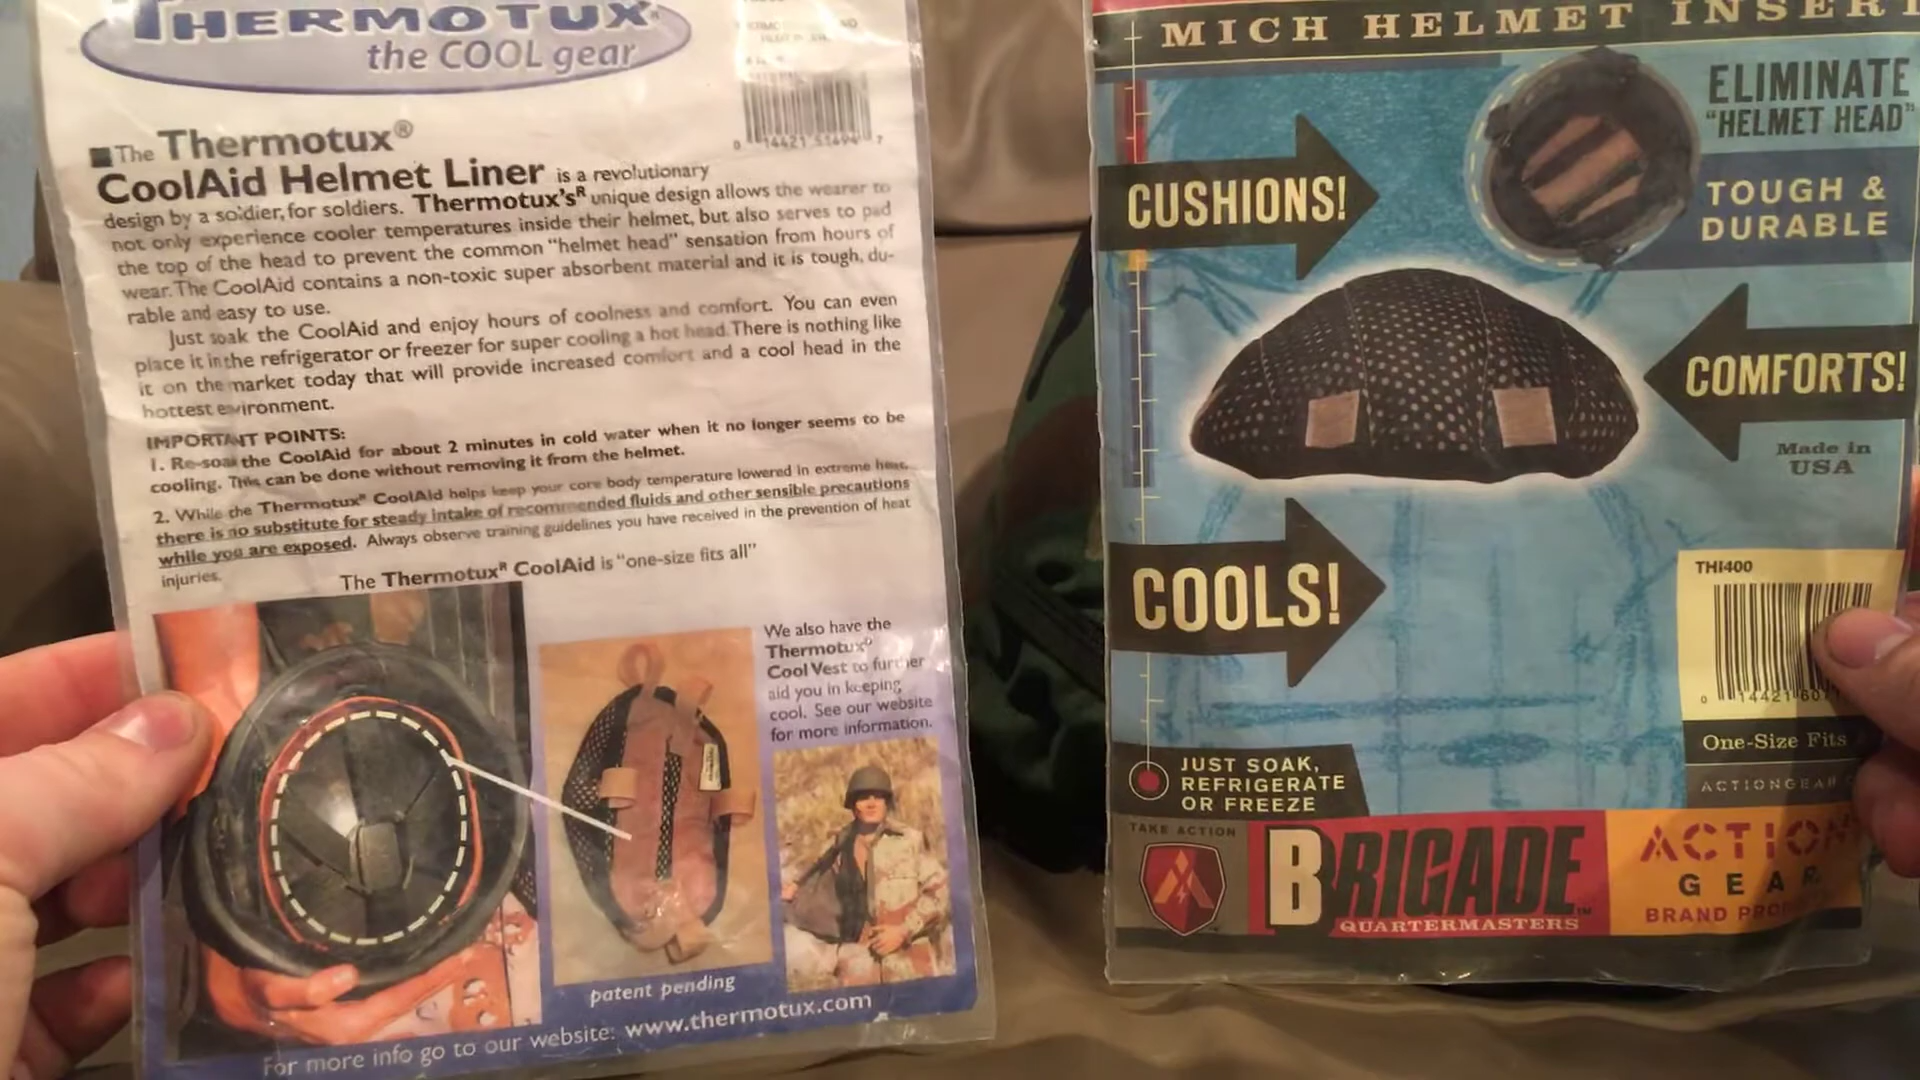 THERMOTUX
the COOL gear
0 14421 51494 7
The Thermotux®
CoolAid Helmet Liner is a revolutionary
design by a soldier, for soldiers. Thermotux's® unique design allows the wearer to
not only experience cooler temperatures inside their helmet, but also serves to pad
the top of the head to prevent the common "helmet head" sensation from hours of
wear. The CoolAid contains a non-toxic super absorbent material and it is tough, du-
rable and easy to use.
Just soak the CoolAid and enjoy hours of coolness and comfort. You can even
place it in the refrigerator or freezer for super cooling a hot head. There is nothing like
it on the market today that will provide increased comfort and a cool head in the
hottest environment.
IMPORTANT POINTS:
1. Re-soak the CoolAid for about 2 minutes in cold water when it no longer seems to be
cooling. This can be done without removing it from the helmet.
2. While the Thermotux® CoolAid helps keep your core body temperature lowered in extreme heat,
there is no substitute for steady intake of recommended fluids and other sensible precautions
while you are exposed. Always observe training guidelines you have received in the prevention of heat
injuries.
The Thermotux® CoolAid is "one-size fits all"
We also have the
Thermotux®
Cool Vest to further
aid you in keeping
cool. See our website
for more information.
patent pending
For more info go to our website: www.thermotux.com
MICH HELMET INSERT
ELIMINATE
"HELMET HEAD"
TOUGH &
DURABLE
CUSHIONS!
COMFORTS!
Made in
USA
COOLS!
THI400
0 14421 60
One-Size Fits
ACTIONGEAR
JUST SOAK,
REFRIGERATE
OR FREEZE
TAKE ACTION
BRIGADE™
QUARTERMASTERS
ACTION
GEAR
BRAND